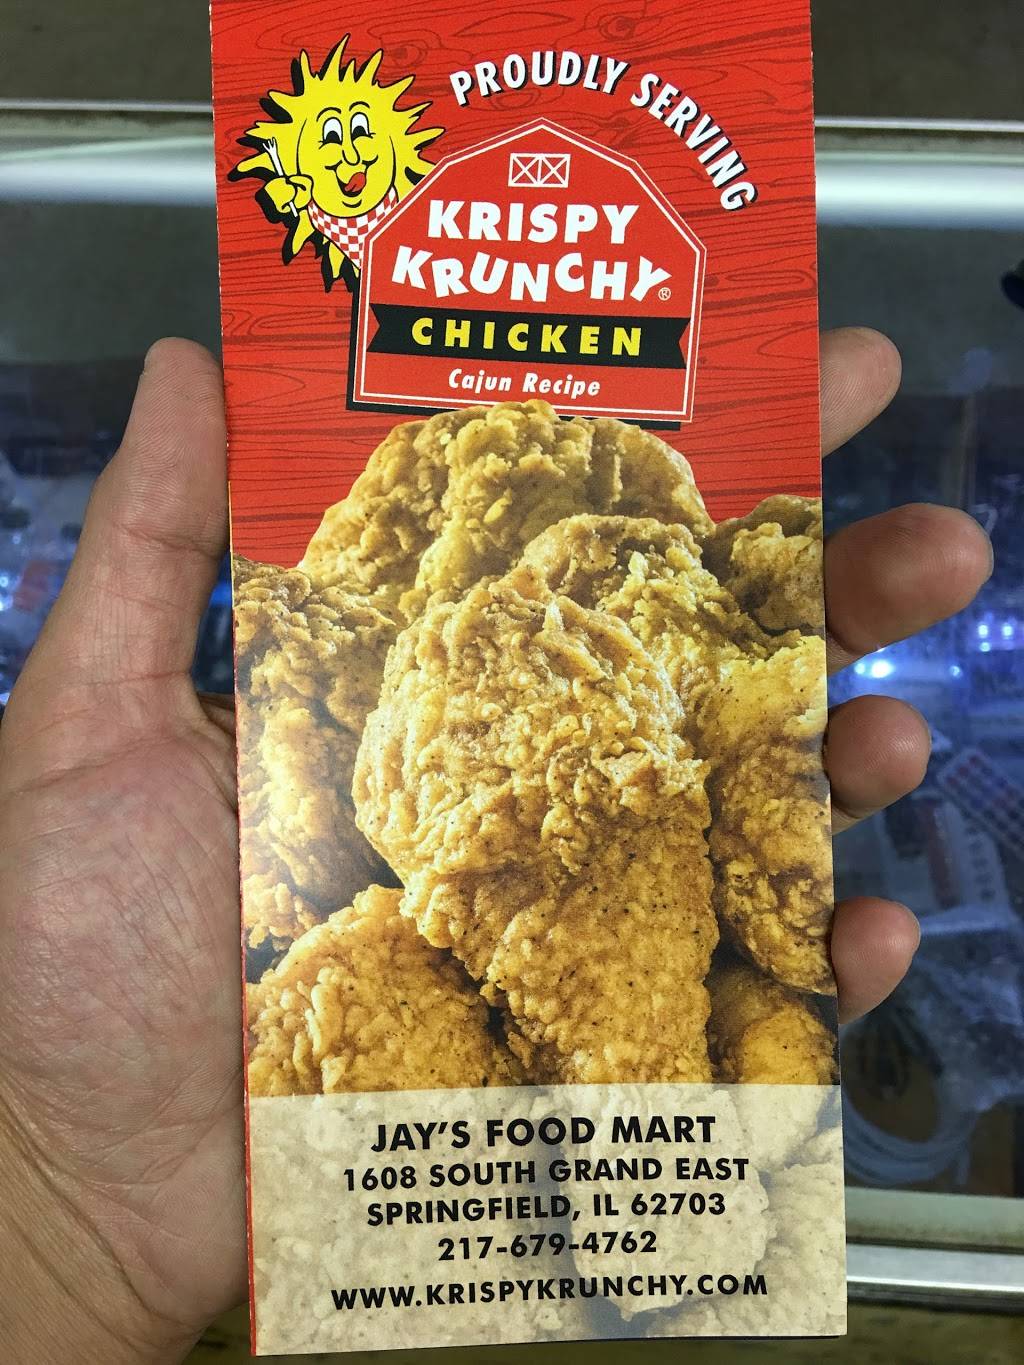 PROUDLY SERVING
KRISPY
KRUNCHY®
CHICKEN
Cajun Recipe
JAY'S FOOD MART
1608 SOUTH GRAND EAST
SPRINGFIELD, IL 62703
217-679-4762
WWW.KRISPYKRUNCHY.COM